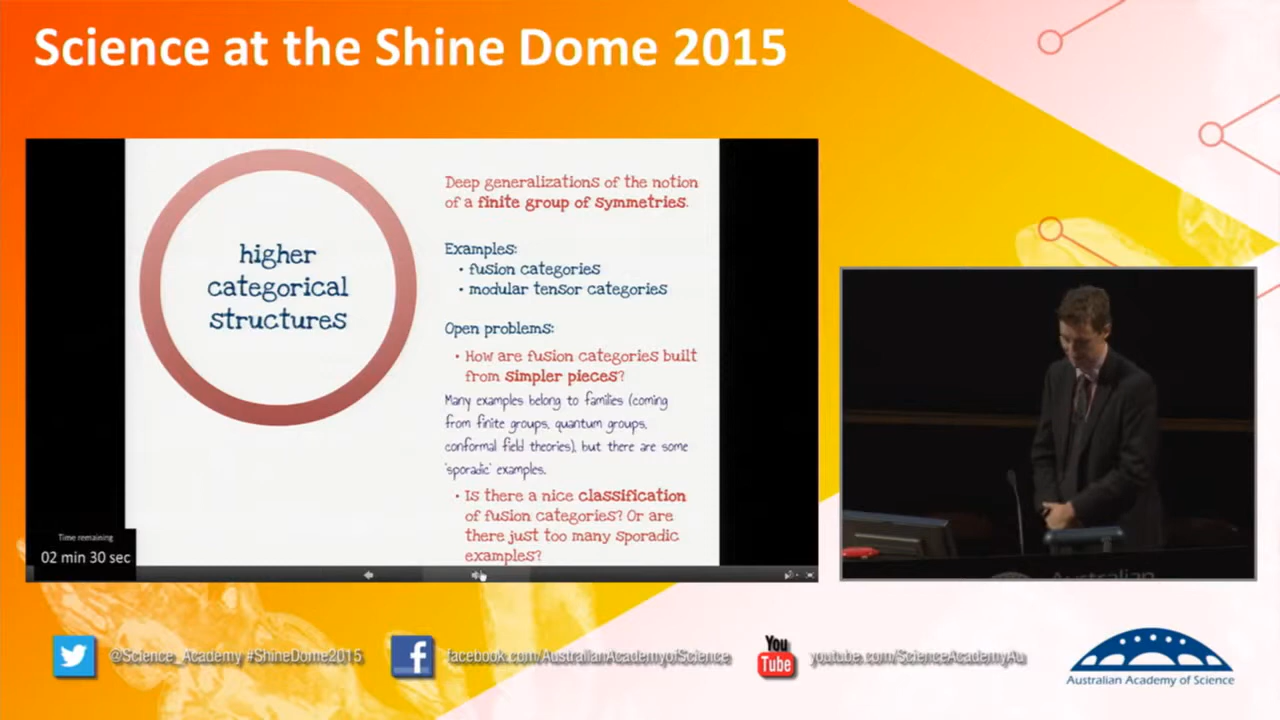 Science at the Shine Dome 2015
higher
categorical
structures
Deep generalizations of the notion
of a finite group of symmetries.
Examples:
• fusion categories
• modular tensor categories
Open problems:
• How are fusion categories built
from simpler pieces?
Many examples belong to families (coming
from finite groups, quantum groups,
conformal field theories), but there are some
'sporadic' examples.
• Is there a nice classification
of fusion categories? Or are
there just too many sporadic
examples?
Time remaining
02 min 30 sec
Australian
@Science_Academy #ShineDome2015
facebook.com/AustralianAcademyofScience
You
Tube
youtube.com/ScienceAcademyAu
Australian Academy of Science